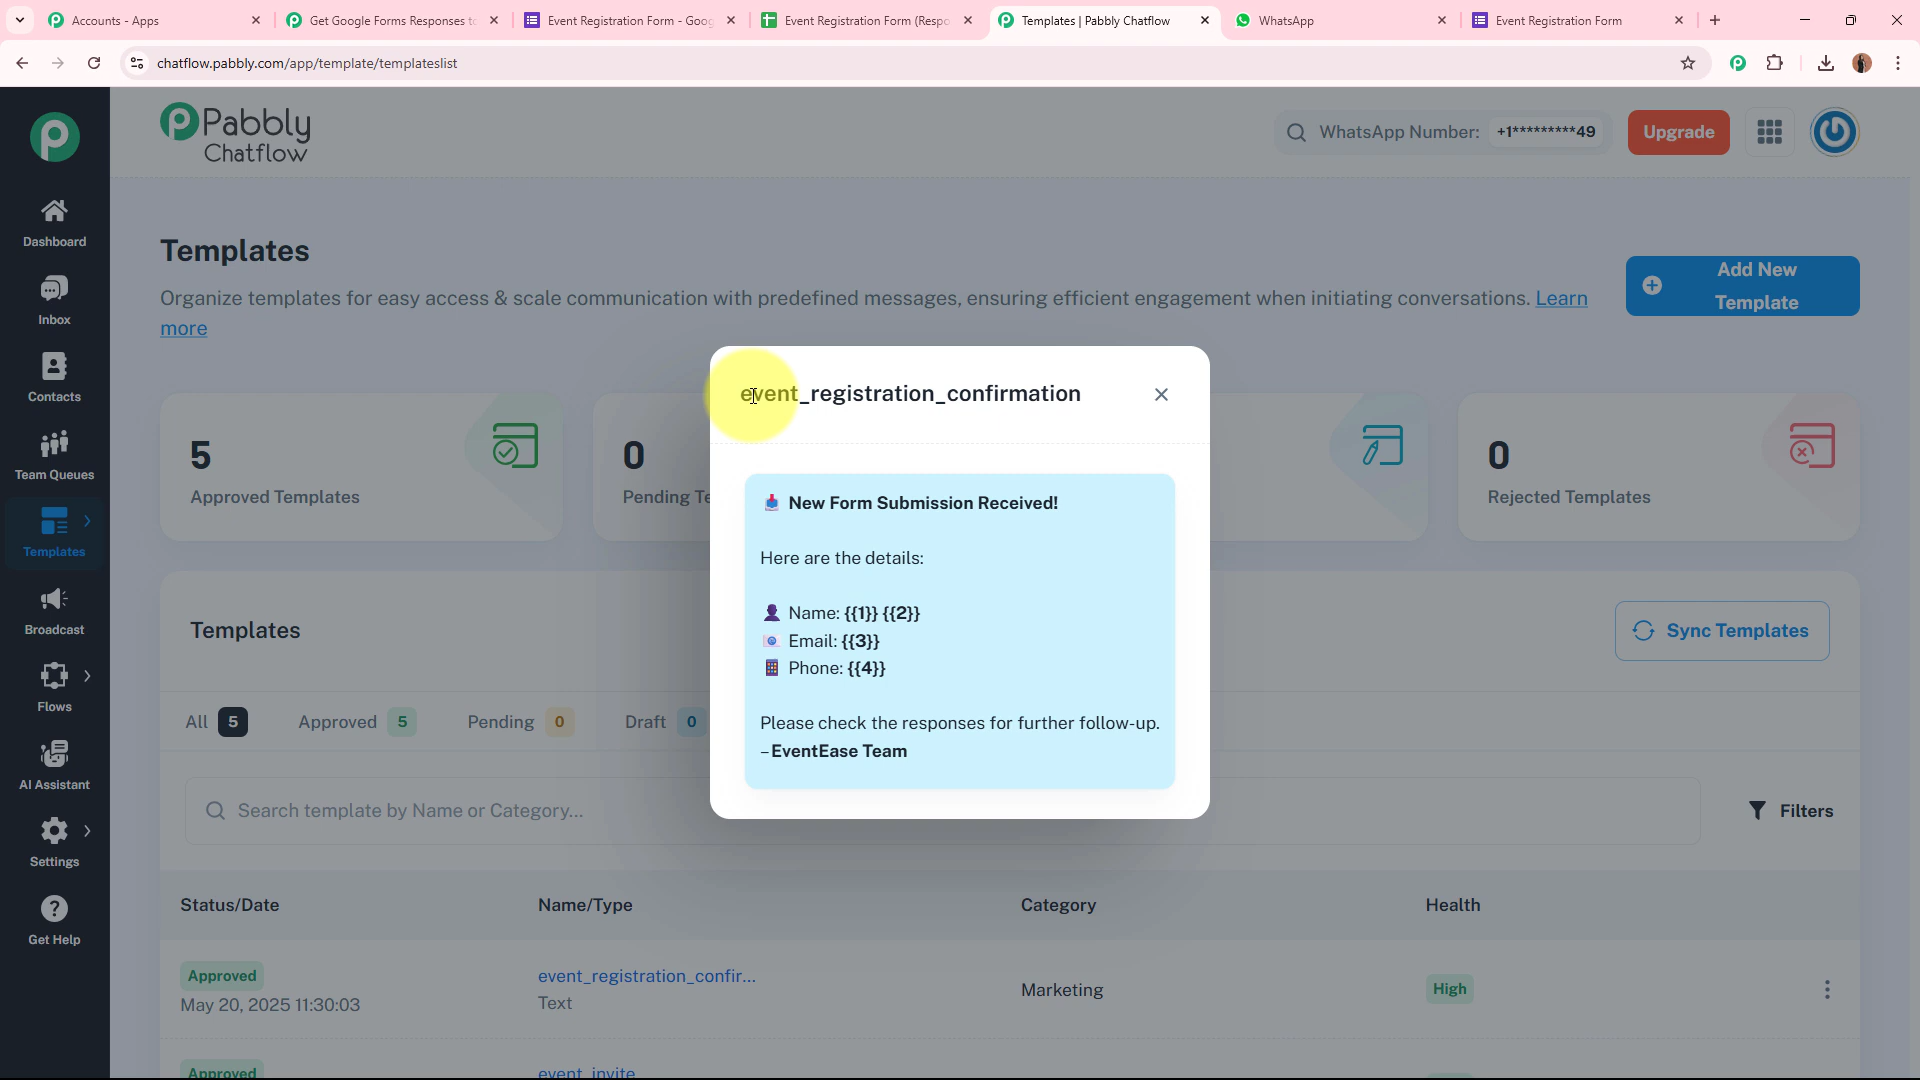 Accounts - Apps
Get Google Forms Responses to
Event Registration Form - Goog
Event Registration Form (Respo
Templates | Pabbly Chatflow
WhatsApp
Event Registration Form
chatflow.pabbly.com/app/template/templateslist
Pabbly
Chatflow
WhatsApp Number: +1*********49
Upgrade
Dashboard
Inbox
Contacts
Team Queues
Templates
Broadcast
Flows
AI Assistant
Settings
Get Help
Templates
Organize templates for easy access & scale communication with predefined messages, ensuring efficient engagement when initiating conversations. Learn
more
Add New
Template
5
Approved Templates
0
Pending Te
0
Rejected Templates
event_registration_confirmation
New Form Submission Received!
Here are the details:
Name: {{1}} {{2}}
Email: {{3}}
Phone: {{4}}
Please check the responses for further follow-up.
– EventEase Team
Templates
Sync Templates
All 5
Approved 5
Pending 0
Draft 0
Search template by Name or Category...
Filters
Status/Date
Name/Type
Category
Health
Approved
May 20, 2025 11:30:03
event_registration_confir...
Text
Marketing
High
Approved
event_invite